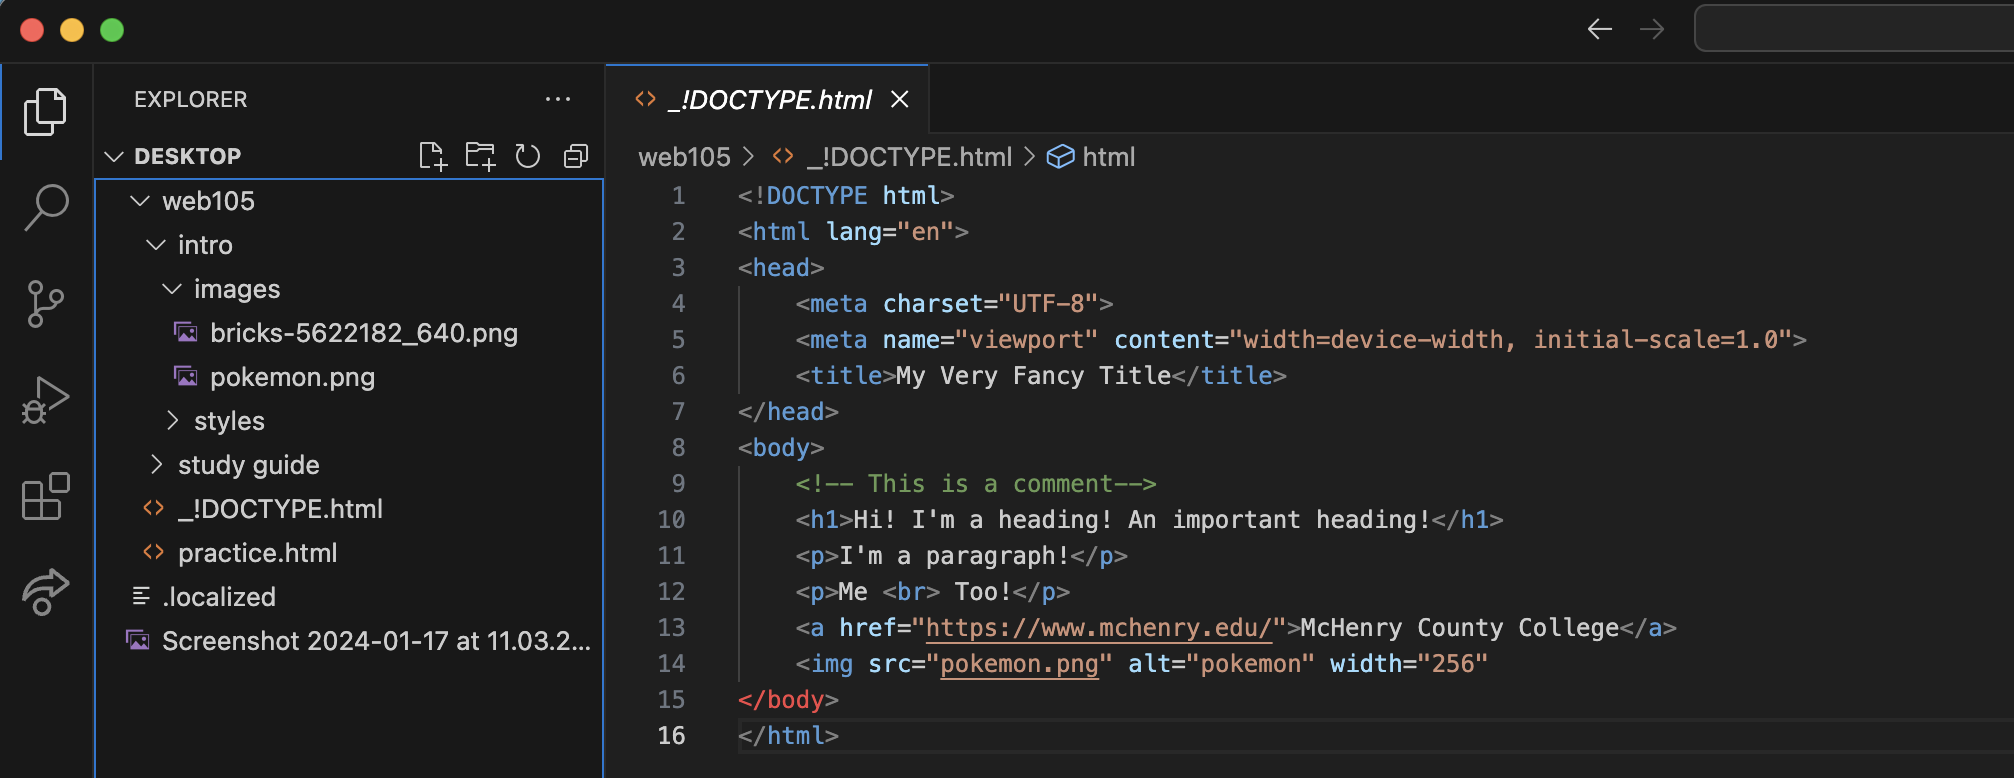 EXPLORER
DESKTOP
web105
intro
images
bricks-5622182_640.png
pokemon.png
styles
study guide
_!DOCTYPE.html
practice.html
.localized
Screenshot 2024-01-17 at 11.03.2...
_!DOCTYPE.html
web105 > _!DOCTYPE.html > html
1 <!DOCTYPE html>
2 <html lang="en">
3 <head>
4 <meta charset="UTF-8">
5 <meta name="viewport" content="width=device-width, initial-scale=1.0">
6 <title>My Very Fancy Title</title>
7 </head>
8 <body>
9 <!-- This is a comment-->
10 <h1>Hi! I'm a heading! An important heading!</h1>
11 <p>I'm a paragraph!</p>
12 <p>Me <br> Too!</p>
13 <a href="https://www.mchenry.edu/">McHenry County College</a>
14 <img src="pokemon.png" alt="pokemon" width="256"
15 </body>
16 </html>